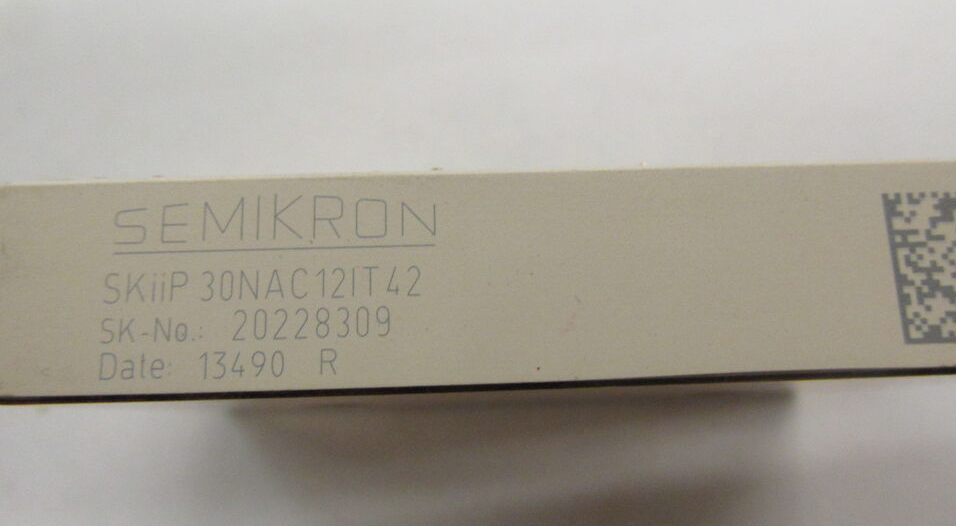 SEMIKRON
SKiiP 30NAC12IT42
SK-No.: 20228309
Date: 13490 R